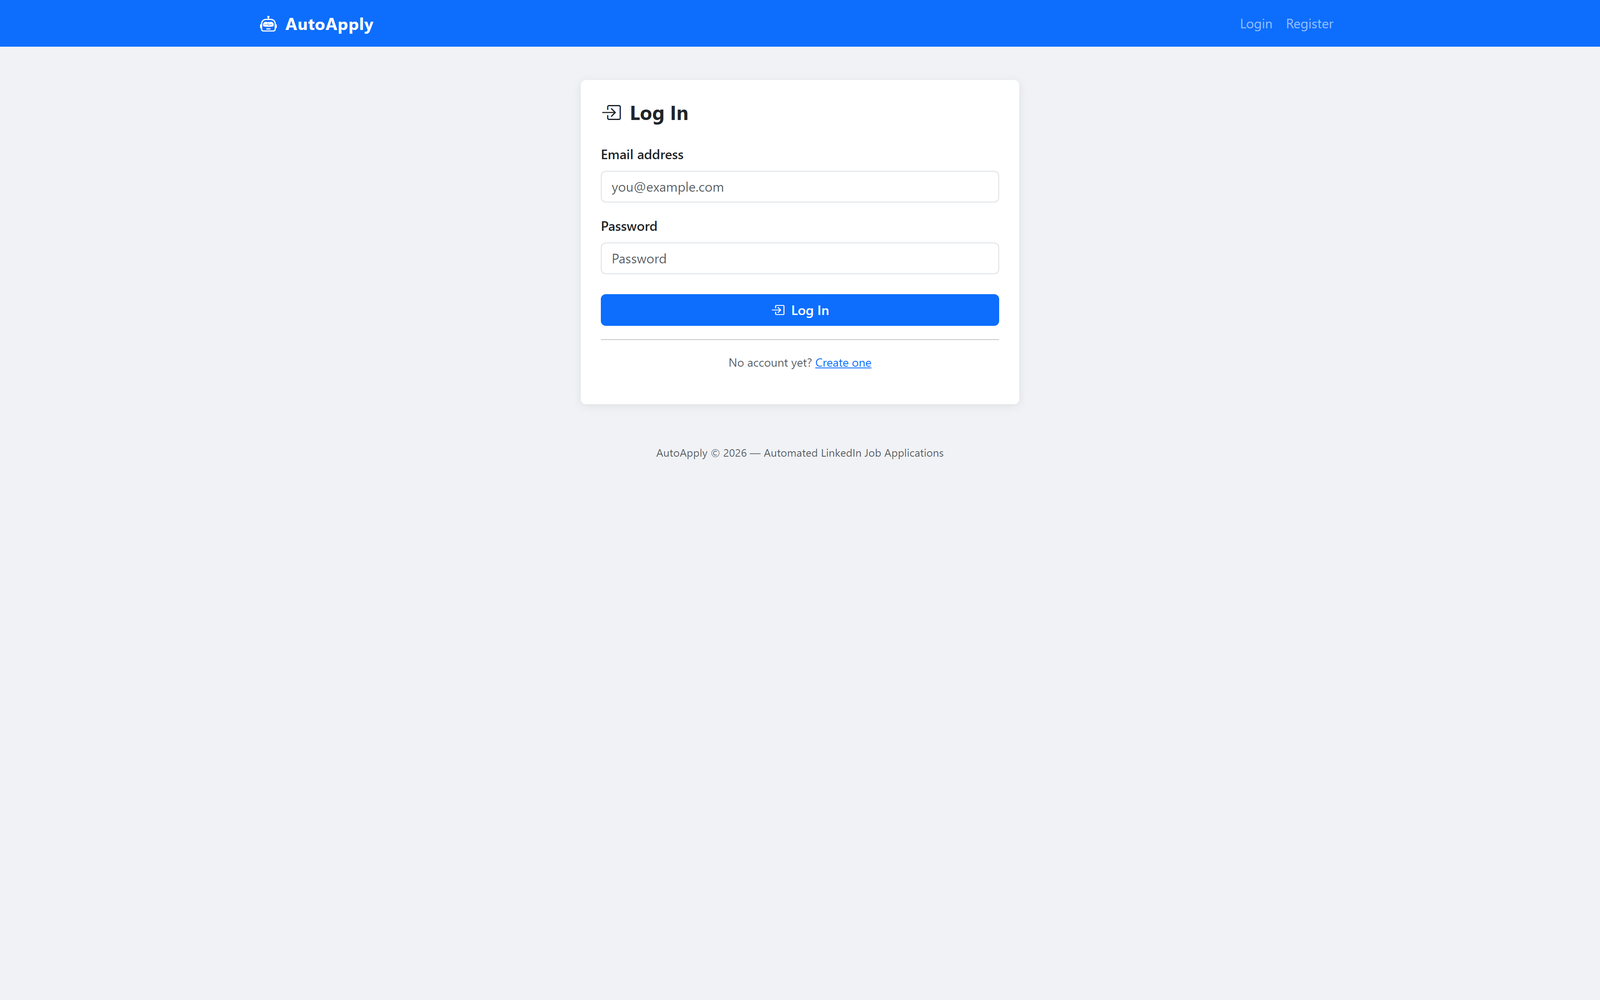 AutoApply
Login Register
Log In
Email address
you@example.com
Password
Password
Log In
No account yet? Create one
AutoApply © 2026 — Automated LinkedIn Job Applications